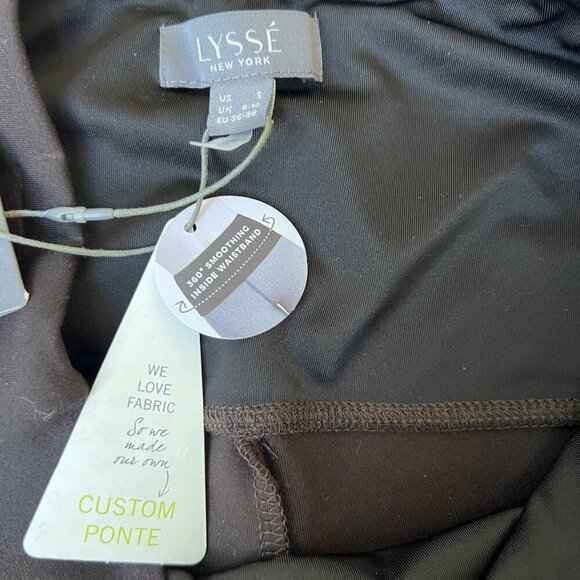 LYSSÉ
NEW YORK
US S
UK 8-10
EU 36-38
360° SMOOTHING
INSIDE WAISTBAND
WE
LOVE
FABRIC
So we
made
our own
CUSTOM
PONTE